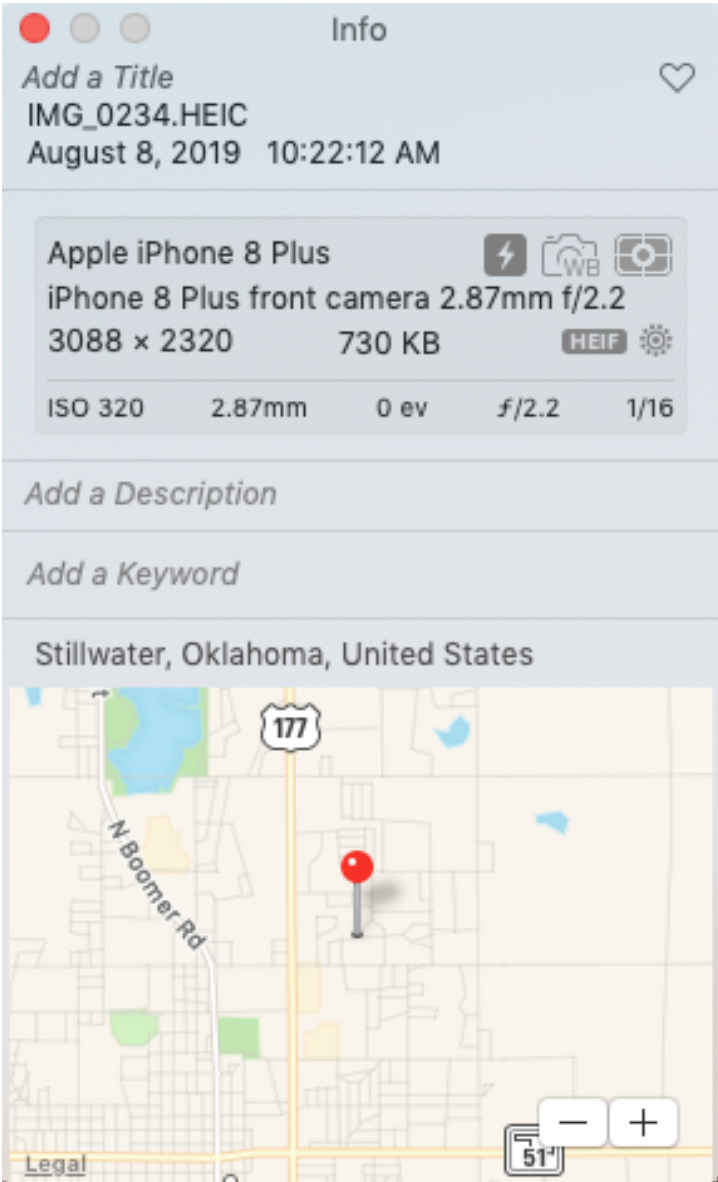 Info
Add a Title
IMG_0234.HEIC
August 8, 2019 10:22:12 AM
Apple iPhone 8 Plus
WB
iPhone 8 Plus front camera 2.87mm f/2.2
3088 × 2320 730 KB HEIF
ISO 320 2.87mm 0 ev ƒ/2.2 1/16
Add a Description
Add a Keyword
Stillwater, Oklahoma, United States
177
N Boomer Rd
51
Legal